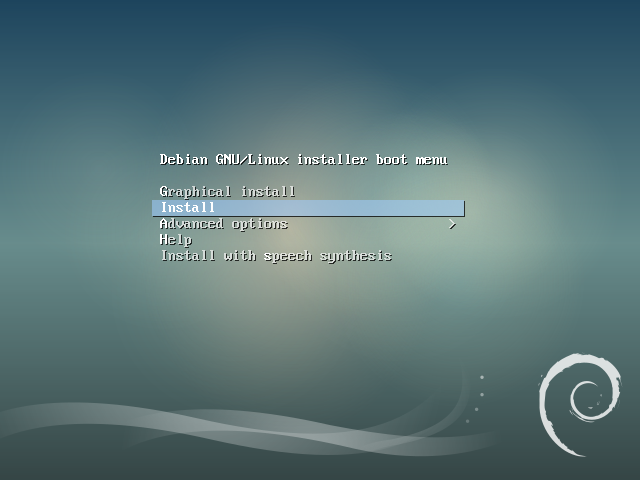 Debian GNU/Linux installer boot menu
Graphical install
Install
Advanced options >
Help
Install with speech synthesis